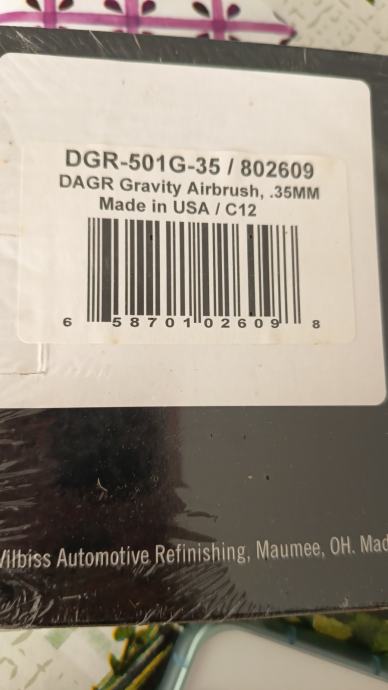 DGR-501G-35 / 802609
DAGR Gravity Airbrush, .35MM
Made in USA / C12
6 58701 02609 8
Vilbiss Automotive Refinishing, Maumee, OH. Mad